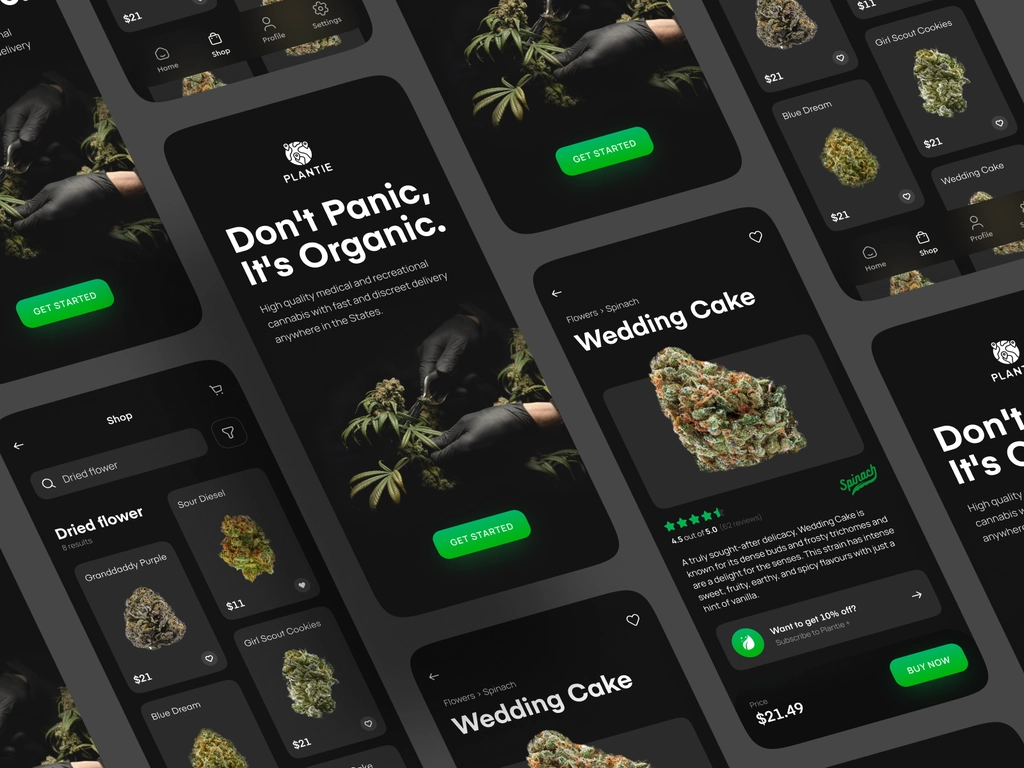 $21
Home
Shop
Profile
Settings
GET STARTED
PLANTIE
Don't Panic,
It's Organic.
High quality medical and recreational
cannabis with fast and discreet delivery
anywhere in the States.
GET STARTED
GET STARTED
Shop
Dried flower
Dried flower
8 results
Granddaddy Purple
$21
Sour Diesel
$11
Blue Dream
Girl Scout Cookies
$21
Flowers › Spinach
Wedding Cake
Flowers › Spinach
Wedding Cake
Spinach
4.5 out of 5.0 (62 reviews)
A truly sought-after delicacy, Wedding Cake is
known for its dense buds and frosty trichomes and
are a delight for the senses. This strain has intense
sweet, fruity, earthy, and spicy flavours with just a
hint of vanilla.
Want to get 10% off?
Subscribe to Plantie +
Price
$21.49
BUY NOW
$21
$11
Girl Scout Cookies
$21
Blue Dream
$21
Wedding Cake
Home
Shop
Profile
PLANT
Don't
It's O
High quality
cannabis w
anywhere